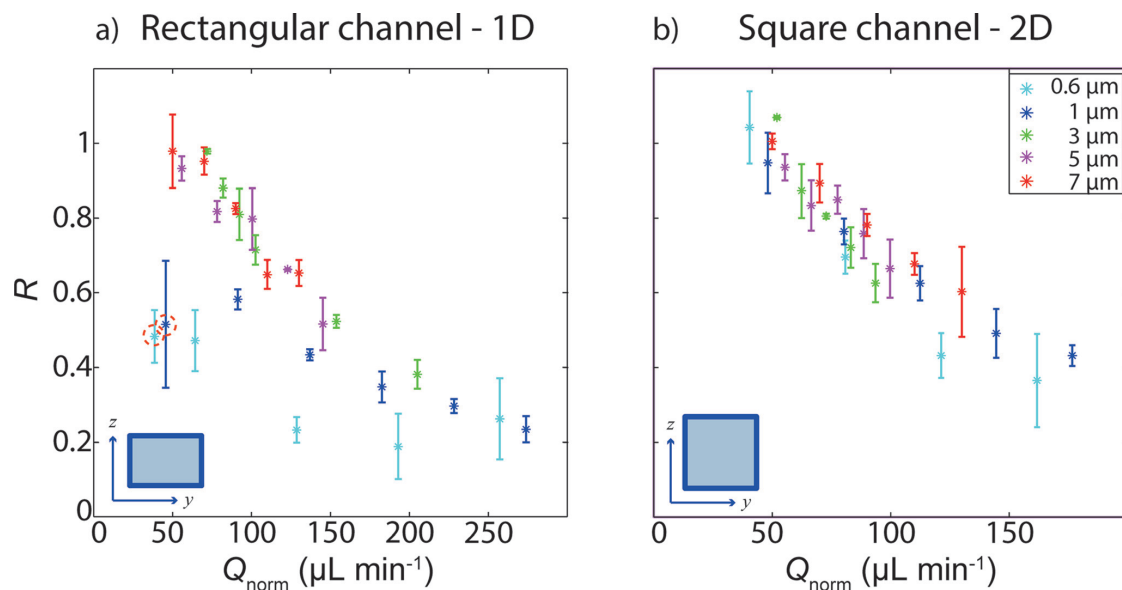 a) Rectangular channel - 1D
b) Square channel - 2D
0.6 µm
1 µm
3 µm
5 µm
7 µm
R
1
0.8
0.6
0.4
0.2
0
z
y
z
y
0 50 100 150 200 250
0 50 100 150
Qnorm (µL min⁻¹)
Qnorm (µL min⁻¹)